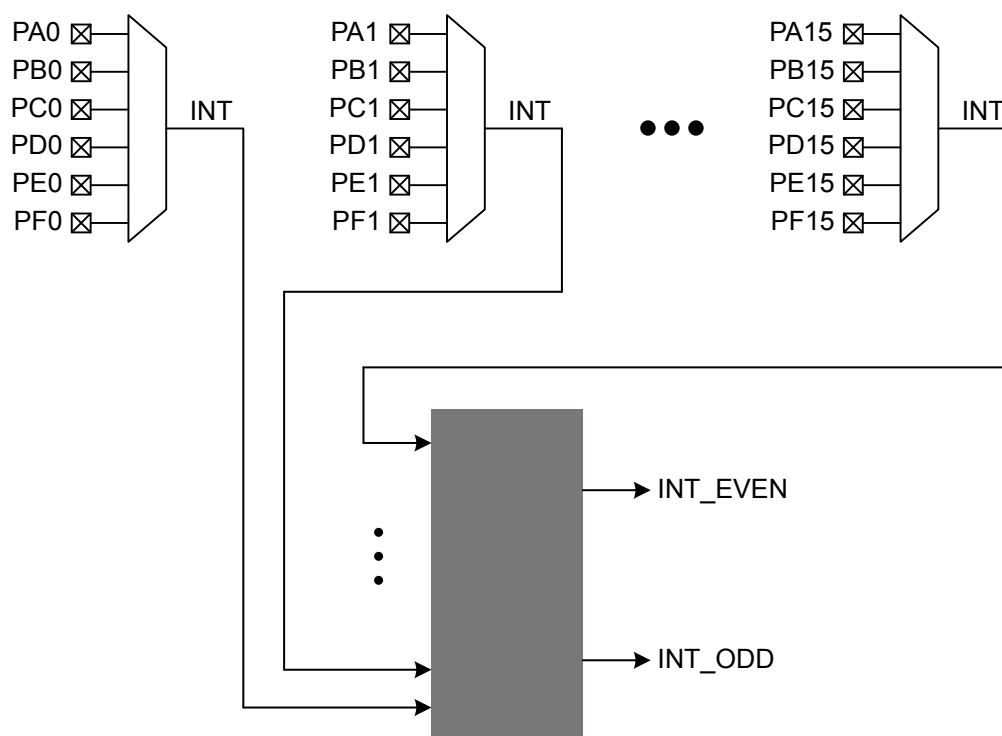 PA0
PB0
PC0
PD0
PE0
PF0
INT
PA1
PB1
PC1
PD1
PE1
PF1
INT
PA15
PB15
PC15
PD15
PE15
PF15
INT
INT_EVEN
INT_ODD